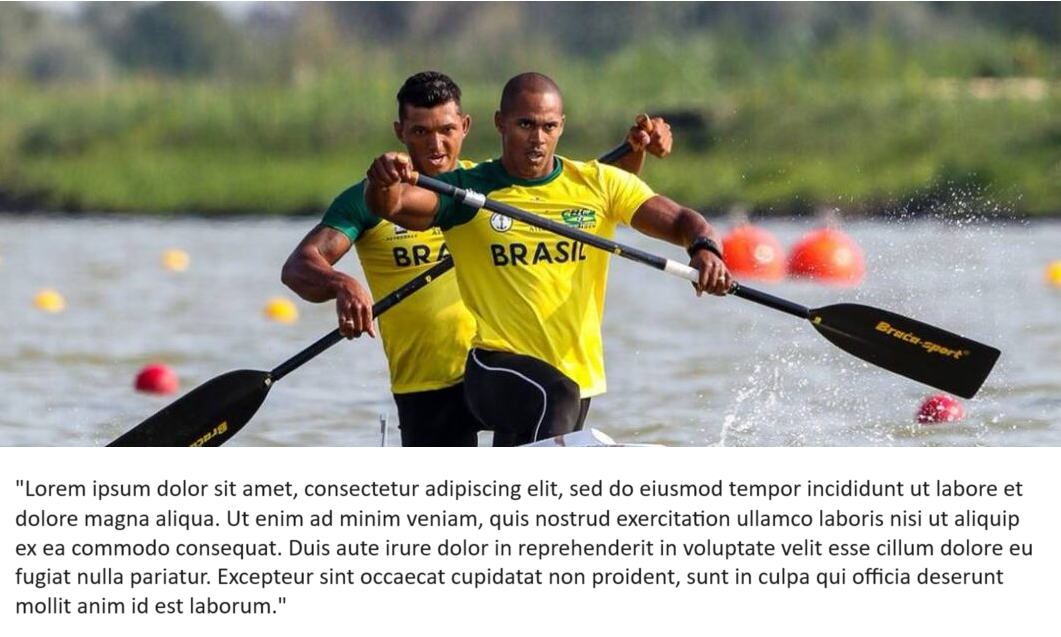 BRA
BRASIL
Braca-sport
Braca
"Lorem ipsum dolor sit amet, consectetur adipiscing elit, sed do eiusmod tempor incididunt ut labore et
dolore magna aliqua. Ut enim ad minim veniam, quis nostrud exercitation ullamco laboris nisi ut aliquip
ex ea commodo consequat. Duis aute irure dolor in reprehenderit in voluptate velit esse cillum dolore eu
fugiat nulla pariatur. Excepteur sint occaecat cupidatat non proident, sunt in culpa qui officia deserunt
mollit anim id est laborum."